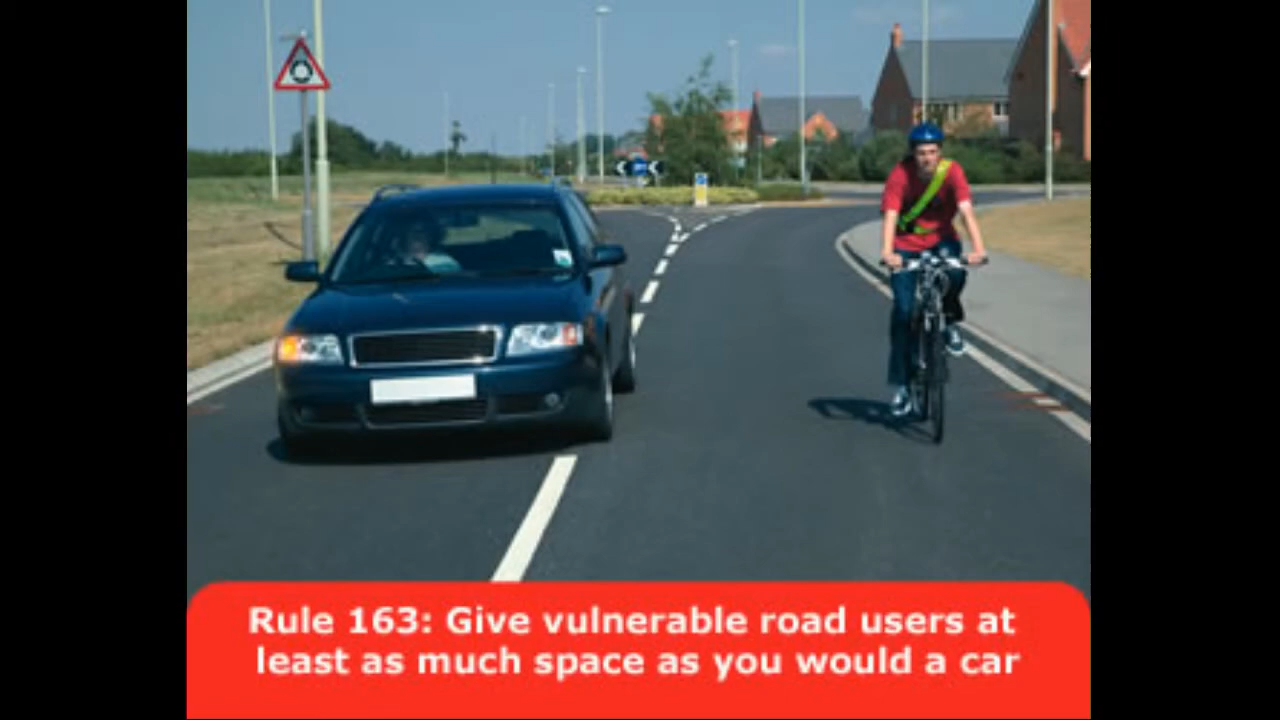 Rule 163: Give vulnerable road users at
least as much space as you would a car